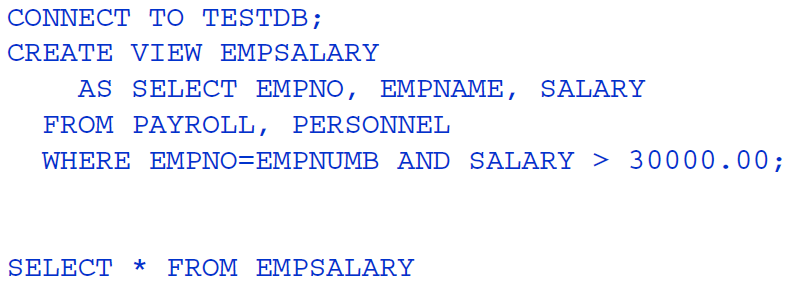 CONNECT TO TESTDB;
CREATE VIEW EMPSALARY
AS SELECT EMPNO, EMPNAME, SALARY
FROM PAYROLL, PERSONNEL
WHERE EMPNO=EMPNUMB AND SALARY > 30000.00;
SELECT * FROM EMPSALARY